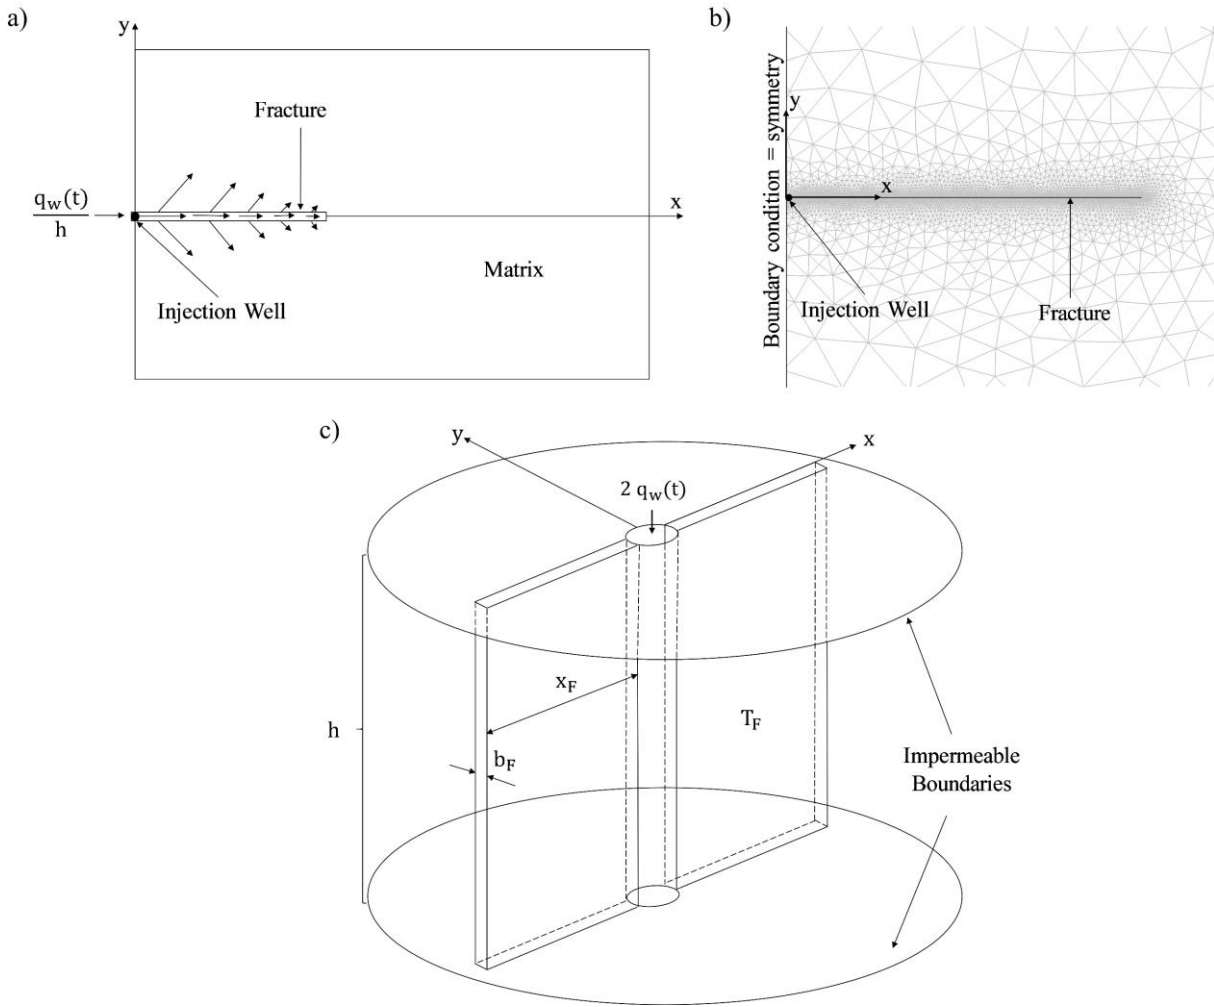 a)
y
Fracture
q_w(t)
h
x
Matrix
Injection Well
b)
Boundary condition = symmetry
y
x
Injection Well
Fracture
c)
y
x
2 q_w(t)
x_F
h
T_F
b_F
Impermeable
Boundaries